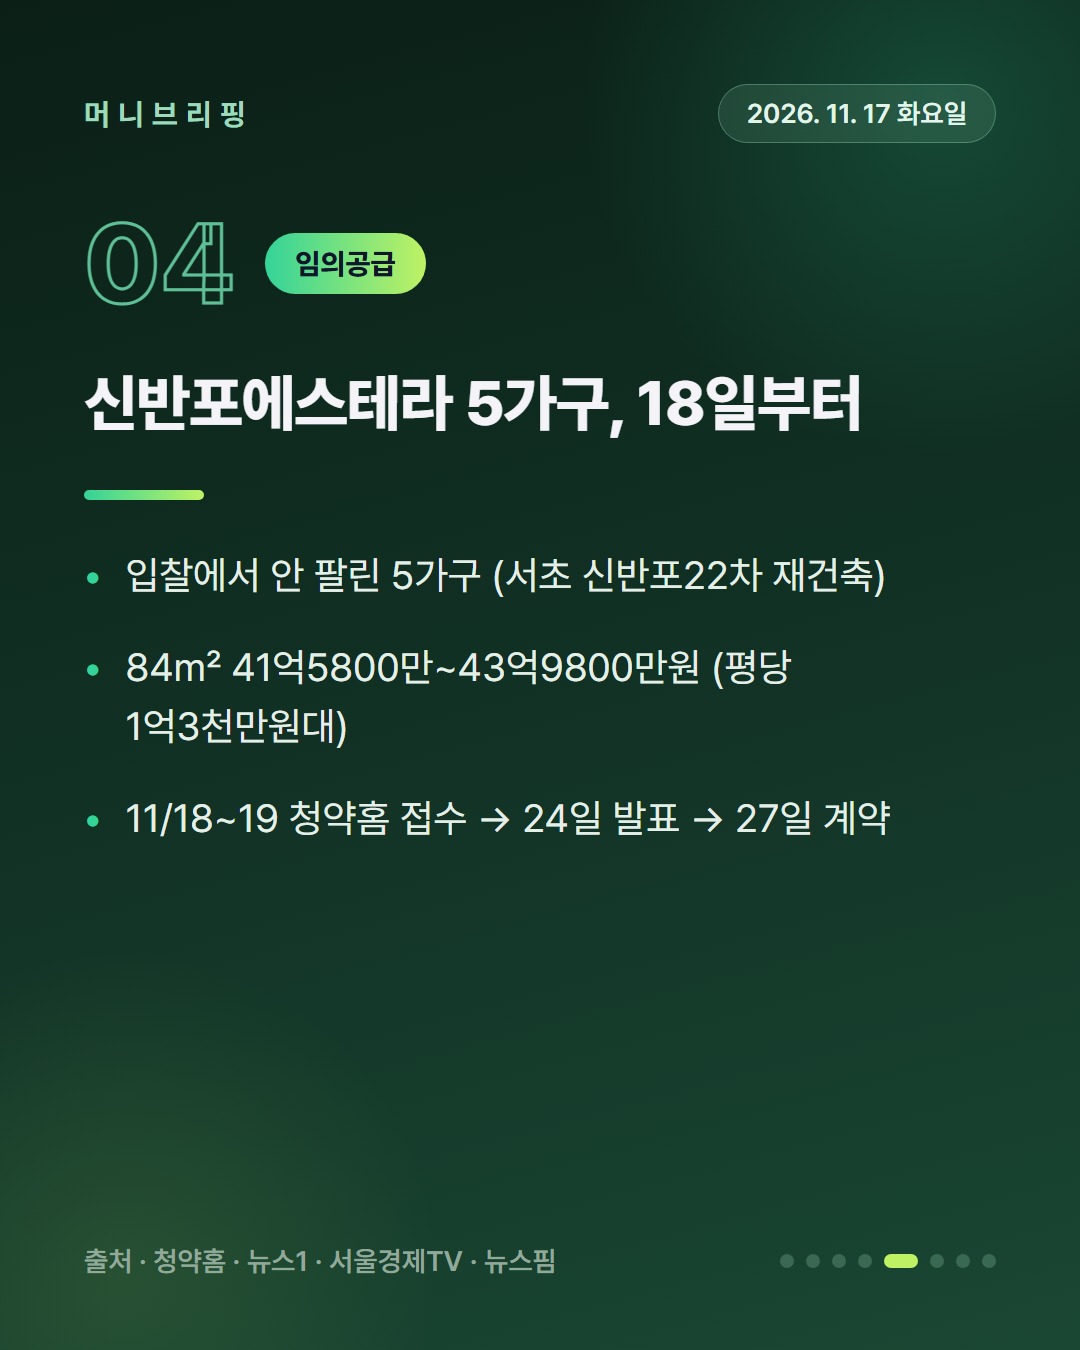 머니브리핑
2026. 11. 17 화요일
04
임의공급
신반포에스테라 5가구, 18일부터
• 입찰에서 안 팔린 5가구 (서초 신반포22차 재건축)
• 84m² 41억5800만~43억9800만원 (평당
1억3천만원대)
• 11/18~19 청약홈 접수 → 24일 발표 → 27일 계약
출처 · 청약홈 · 뉴스1 · 서울경제TV · 뉴스핌